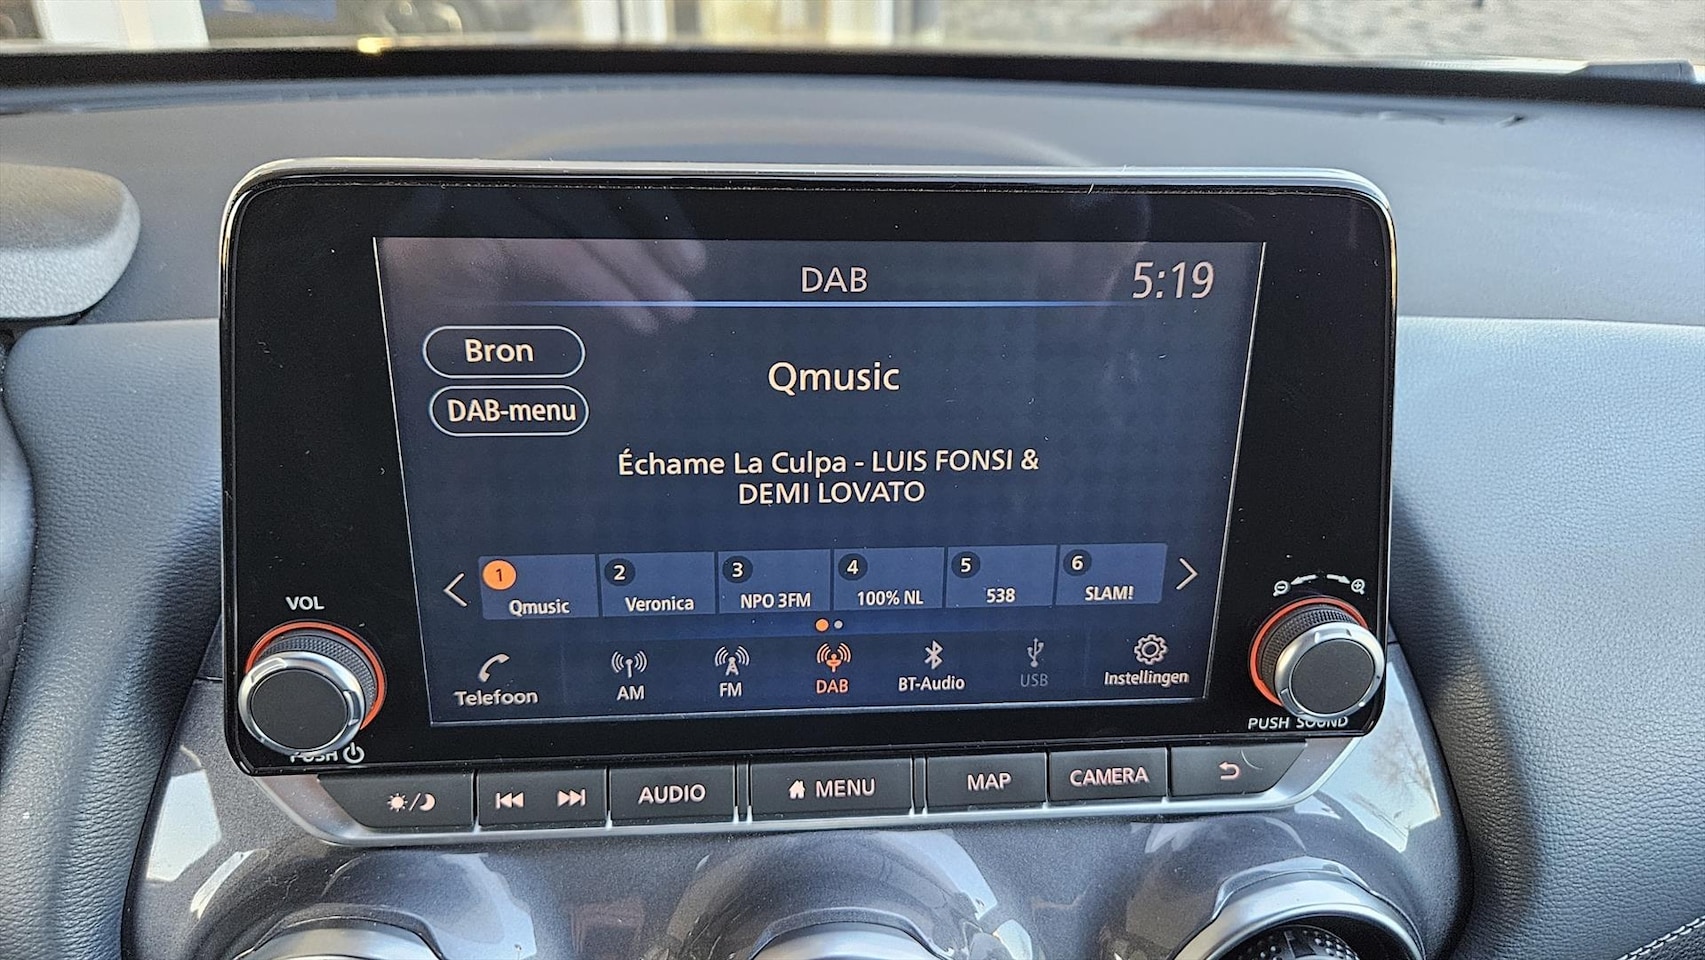 DAB 5:19
Bron
Qmusic
DAB-menu
Échame La Culpa - LUIS FONSI &
DEMI LOVATO
1 2 3 4 5 6
Qmusic Veronica NPO 3FM 100% NL 538 SLAM!
VOL
Telefoon AM FM DAB BT-Audio USB Instellingen
PUSH PUSH SOUND
AUDIO MENU MAP CAMERA